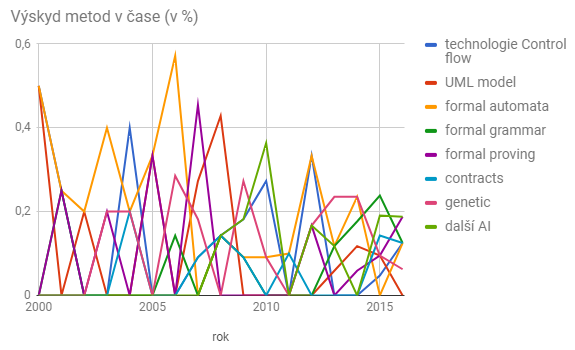 Výskyd metod v čase (v %)
0,6
0,4
0,2
0
2000
2005
2010
2015
rok
technologie Control
flow
UML model
formal automata
formal grammar
formal proving
contracts
genetic
další AI